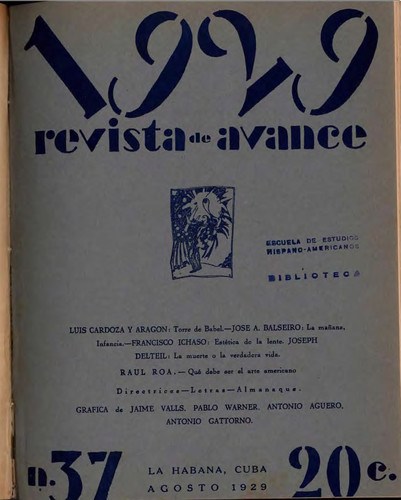 1929
revista de avance
ESCUELA DE ESTUDIOS
HISPANO-AMERICANOS
BIBLIOTECA
LUIS CARDOZA Y ARAGON: Torre de Babel.—JOSE A. BALSEIRO: La mañana,
Infancia.—FRANCISCO ICHASO: Estética de lo lento. JOSEPH
DELTEIL: La muerte o la verdadera vida.
RAUL ROA.— Qué debe ser el arte americano
Directrices—Letras—Almanaque.
GRAFICA de JAIME VALLS, PABLO WARNER, ANTONIO AGUERO,
ANTONIO GATTORNO.
n.37
LA HABANA, CUBA
AGOSTO 1929
20c.